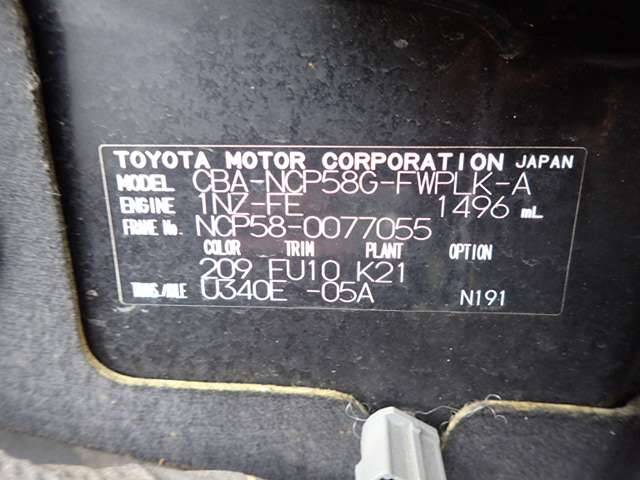 TOYOTA MOTOR CORPORATION JAPAN
MODEL CBA-NCP58G-FWPLK-A
ENGINE 1NZ-FE 1496 mL
FRAME No. NCP58-0077055
COLOR TRIM PLANT OPTION
209 FU10 K21
TRANS./AXLE U340E -05A N191